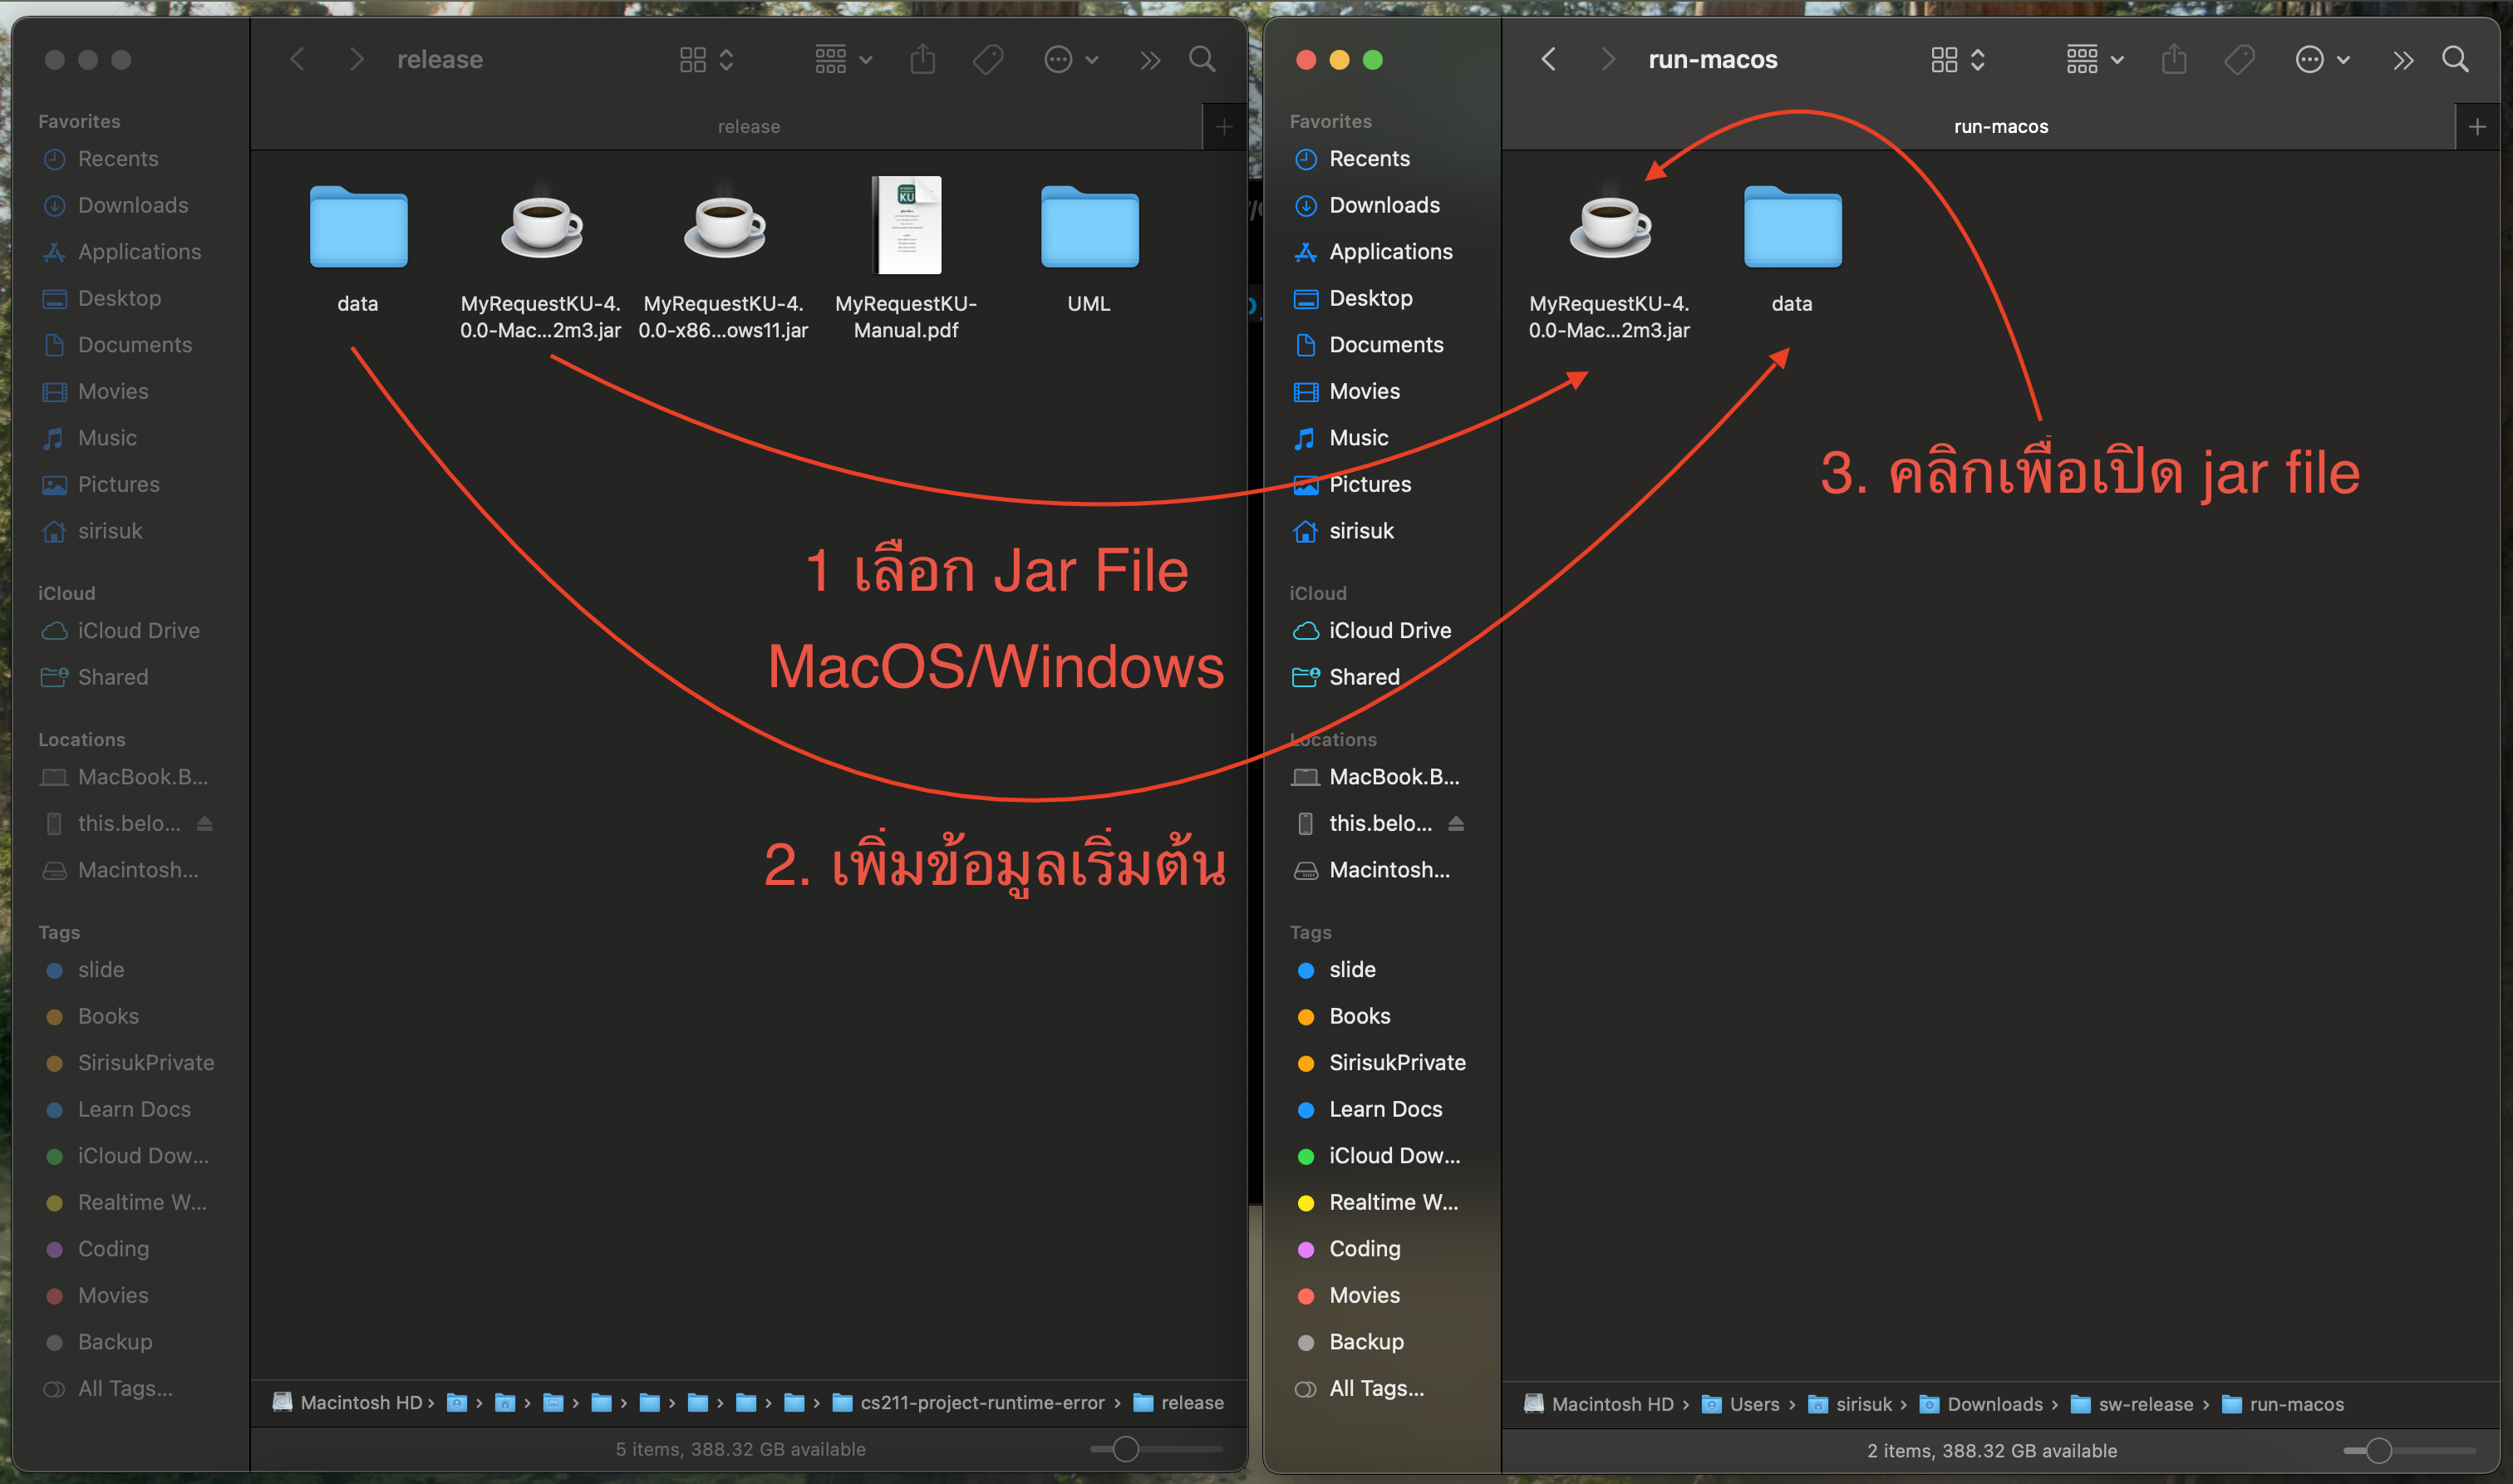 release
release
Favorites
Recents
Downloads
Applications
Desktop
Documents
Movies
Music
Pictures
sirisuk
iCloud
iCloud Drive
Shared
Locations
MacBook.B...
this.belo...
Macintosh...
Tags
slide
Books
SirisukPrivate
Learn Docs
iCloud Dow...
Realtime W...
Coding
Movies
Backup
All Tags...
data
MyRequestKU-4.
0.0-Mac...2m3.jar
MyRequestKU-4.
0.0-x86...ows11.jar
KU
MyRequestKU-
Manual.pdf
UML
1 เลือก Jar File
MacOS/Windows
2. เพิ่มข้อมูลเริ่มต้น
Macintosh HD
cs211-project-runtime-error
release
5 items, 388.32 GB available
run-macos
run-macos
Favorites
Recents
Downloads
Applications
Desktop
Documents
Movies
Music
Pictures
sirisuk
iCloud
iCloud Drive
Shared
Locations
MacBook.B...
this.belo...
Macintosh...
Tags
slide
Books
SirisukPrivate
Learn Docs
iCloud Dow...
Realtime W...
Coding
Movies
Backup
All Tags...
MyRequestKU-4.
0.0-Mac...2m3.jar
data
3. คลิกเพื่อเปิด jar file
Macintosh HD › Users › sirisuk › Downloads › sw-release › run-macos
2 items, 388.32 GB available